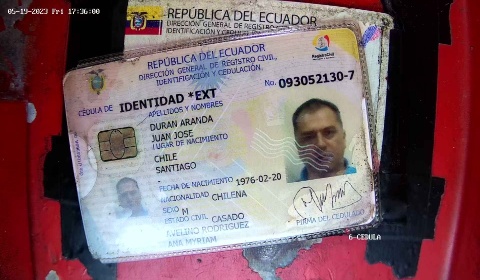 05-19-2023 Fri 17:36:00
REPÚBLICA DEL ECUADOR
DIRECCIÓN GENERAL DE REGISTRO
IDENTIFICACIÓN Y CEDUL
REPÚBLICA DEL ECUADOR
DIRECCIÓN GENERAL DE REGISTRO CIVIL,
IDENTIFICACIÓN Y CEDULACIÓN.
CÉDULA DE IDENTIDAD *EXT
No. 093052130-7
APELLIDOS Y NOMBRES
DURAN ARANDA
JUAN JOSE
LUGAR DE NACIMIENTO
CHILE
SANTIAGO
FECHA DE NACIMIENTO 1976-02-20
NACIONALIDAD CHILENA
SEXO M
ESTADO CIVIL CASADO
AVELINO RODRIGUEZ
ANA MYRIAM
FIRMA DEL CEDULADO
6-CEDULA